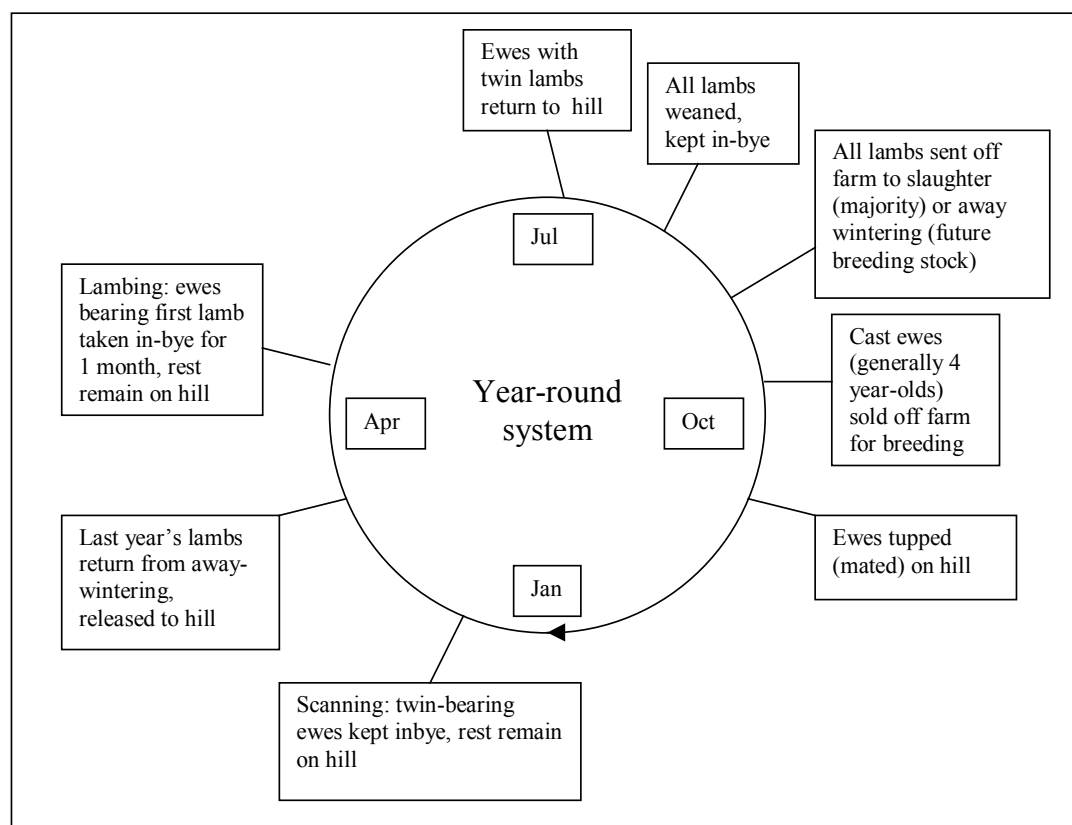 Ewes with
twin lambs
return to hill
All lambs
weaned,
kept in-bye
All lambs sent off
farm to slaughter
(majority) or away
wintering (future
breeding stock)
Jul
Lambing: ewes
bearing first lamb
taken in-bye for
1 month, rest
remain on hill
Cast ewes
(generally 4
year-olds)
sold off farm
for breeding
Year-round
system
Apr
Oct
Last year’s lambs
return from away-
wintering,
released to hill
Ewes tupped
(mated) on hill
Jan
Scanning: twin-bearing
ewes kept inbye, rest remain
on hill